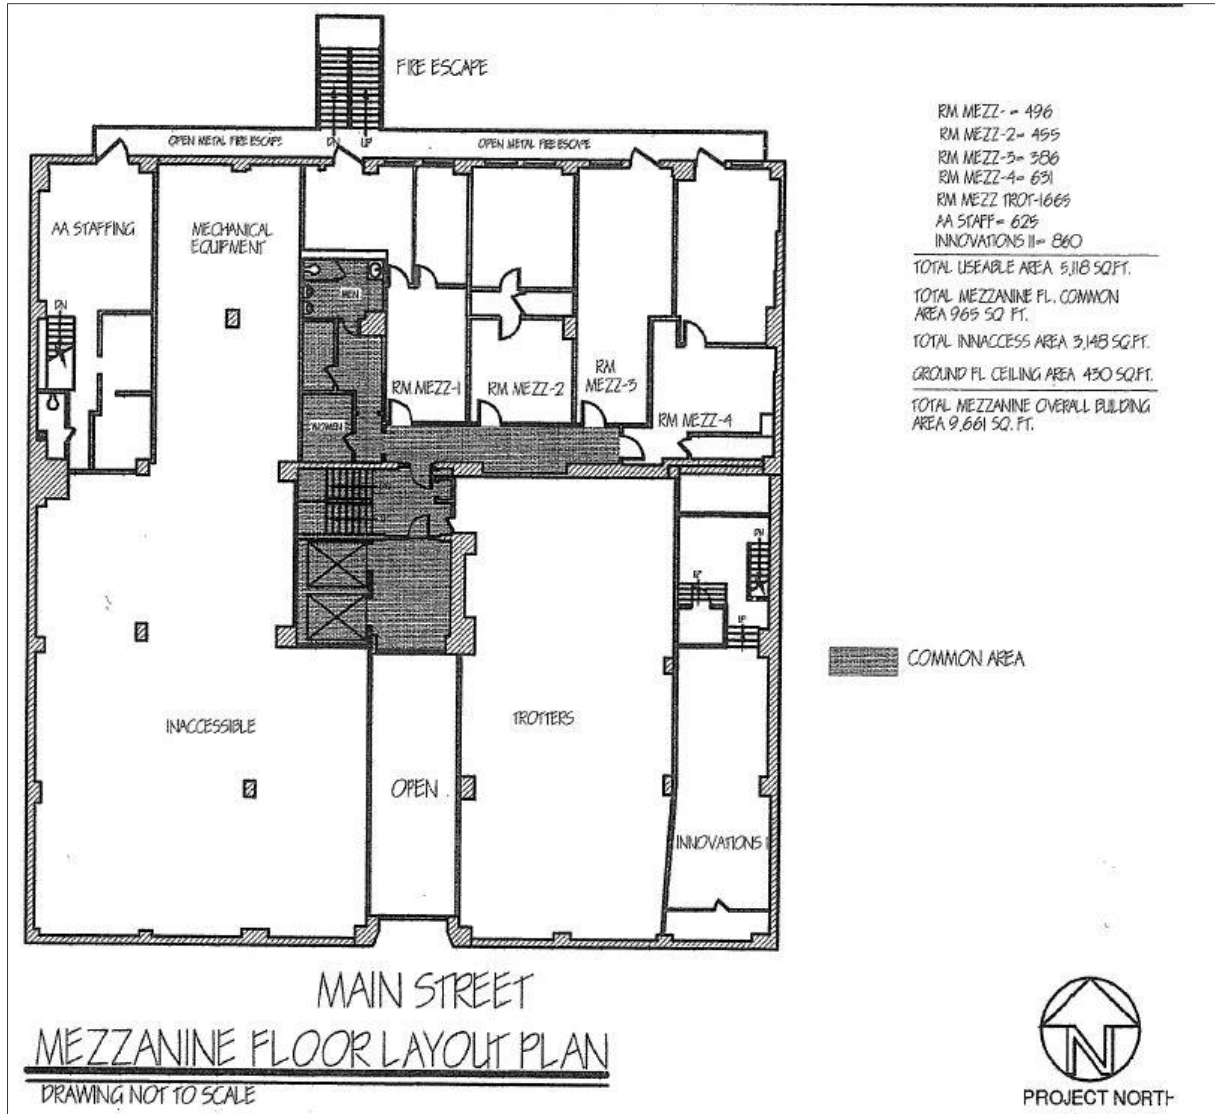 FIRE ESCAPE
OPEN METAL FIRE ESCAPE
DN
UP
OPEN METAL FIRE ESCAPE
AA STAFFING
MECHANICAL
EQUIPMENT
DN
MEN
WOMEN
RM MEZZ-1
RM MEZZ-2
RM
MEZZ-3
RM MEZZ-4
DN
UP
UP
INACCESSIBLE
OPEN
TROTTERS
INNOVATIONS I
RM MEZZ- = 496
RM MEZZ-2= 455
RM MEZZ-3= 386
RM MEZZ-4= 631
RM MEZZ TROT-1665
AA STAFF= 625
INNOVATIONS II= 860
TOTAL USEABLE AREA 5,118 SQ.FT.
TOTAL MEZZANINE FL. COMMON
AREA 965 SQ FT.
TOTAL INNACCESS AREA 3,148 SQ.FT.
GROUND FL CEILING AREA 430 SQ.FT.
TOTAL MEZZANINE OVERALL BUILDING
AREA 9,661 SQ. FT.
COMMON AREA
MAIN STREET
MEZZANINE FLOOR LAYOUT PLAN
DRAWING NOT TO SCALE
N
PROJECT NORTH